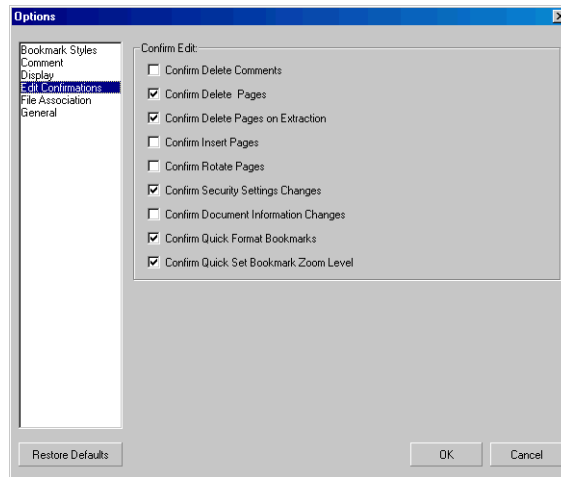 Options
Bookmark Styles
Comment
Display
Edit Confirmations
File Association
General
Confirm Edit:
Confirm Delete Comments
Confirm Delete  Pages
Confirm Delete Pages on Extraction
Confirm Insert Pages
Confirm Rotate Pages
Confirm Security Settings Changes
Confirm Document Information Changes
Confirm Quick Format Bookmarks
Confirm Quick Set Bookmark Zoom Level
Restore Defaults
OK
Cancel